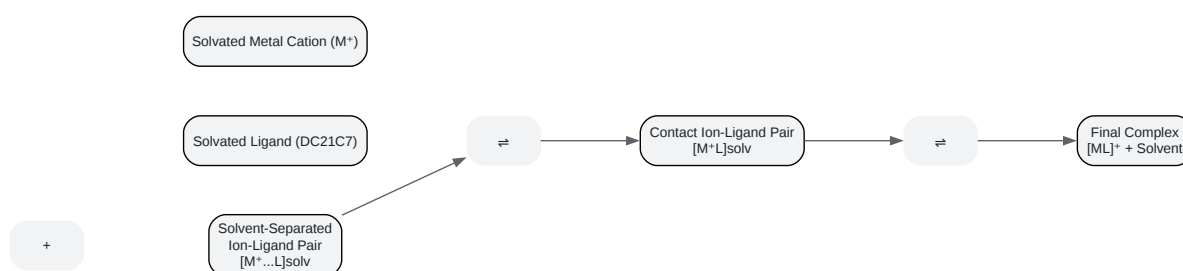 Solvated Metal Cation (M⁺)
Solvated Ligand (DC21C7)
⇌
Contact Ion-Ligand Pair
[M⁺L]solv
⇌
Final Complex
[ML]⁺ + Solvent
+
Solvent-Separated
Ion-Ligand Pair
[M⁺...L]solv